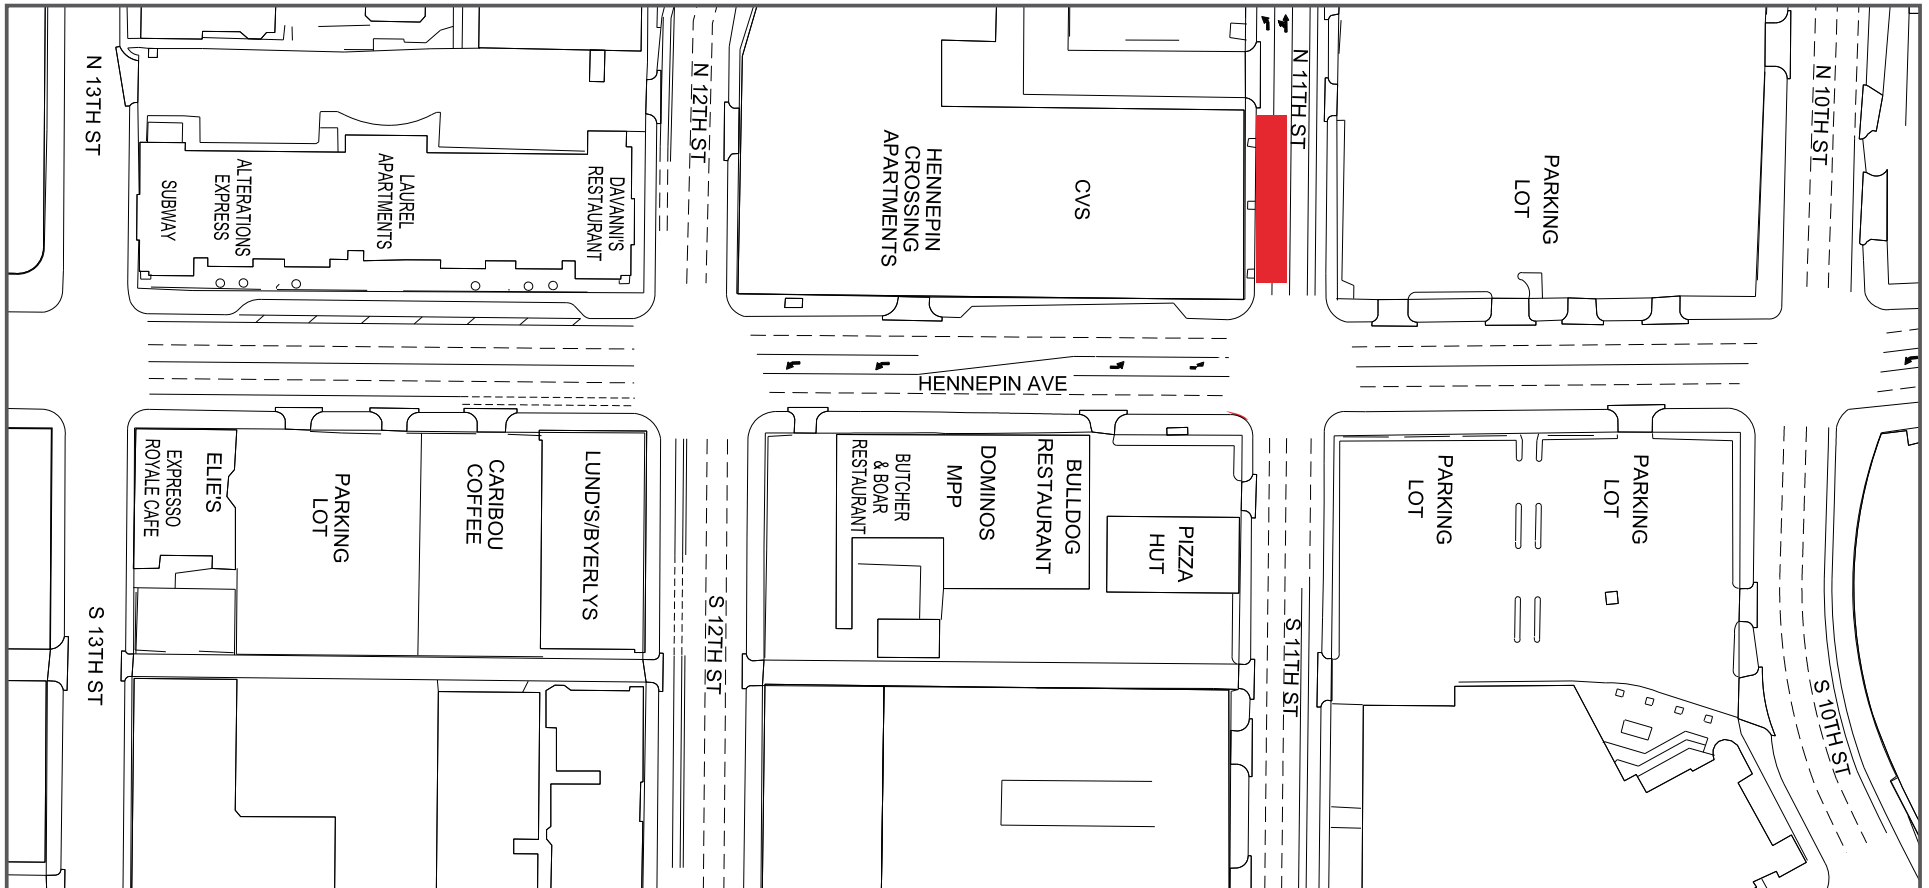 N 13TH ST
N 12TH ST
N 11TH ST
N 10TH ST
SUBWAY
ALTERATIONS
EXPRESS
LAUREL
APARTMENTS
DAVANNI'S
RESTAURANT
HENNEPIN
CROSSING
APARTMENTS
CVS
PARKING
LOT
HENNEPIN AVE
ELIE'S
EXPRESSO
ROYALE CAFE
PARKING
LOT
CARIBOU
COFFEE
LUND'S/BYERLYS
BUTCHER
& BOAR
RESTAURANT
DOMINOS
MPP
BULLDOG
RESTAURANT
PIZZA
HUT
PARKING
LOT
PARKING
LOT
S 13TH ST
S 12TH ST
S 11TH ST
S 10TH ST